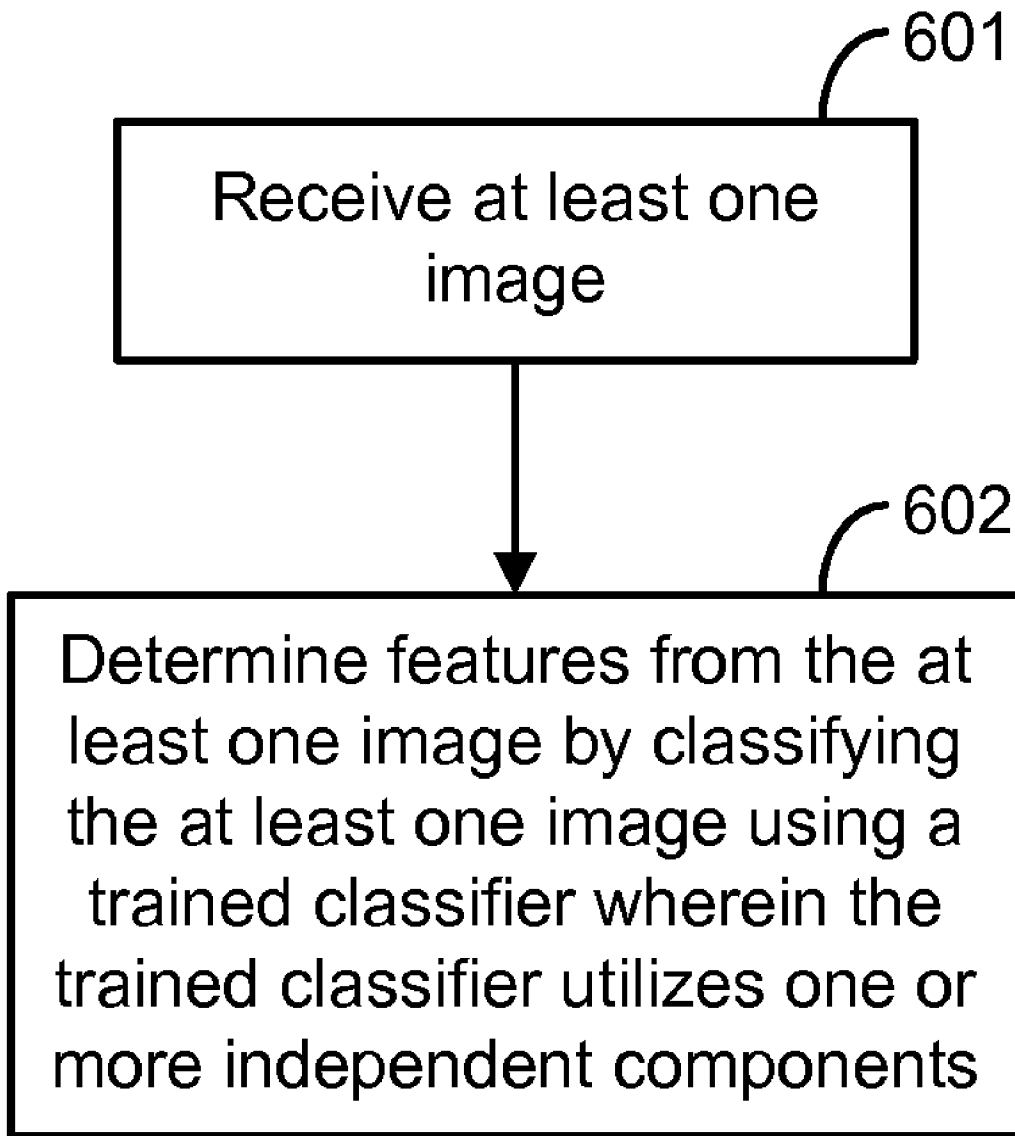 601
Receive at least one
image
602
Determine features from the at
least one image by classifying
the at least one image using a
trained classifier wherein the
trained classifier utilizes one or
more independent components